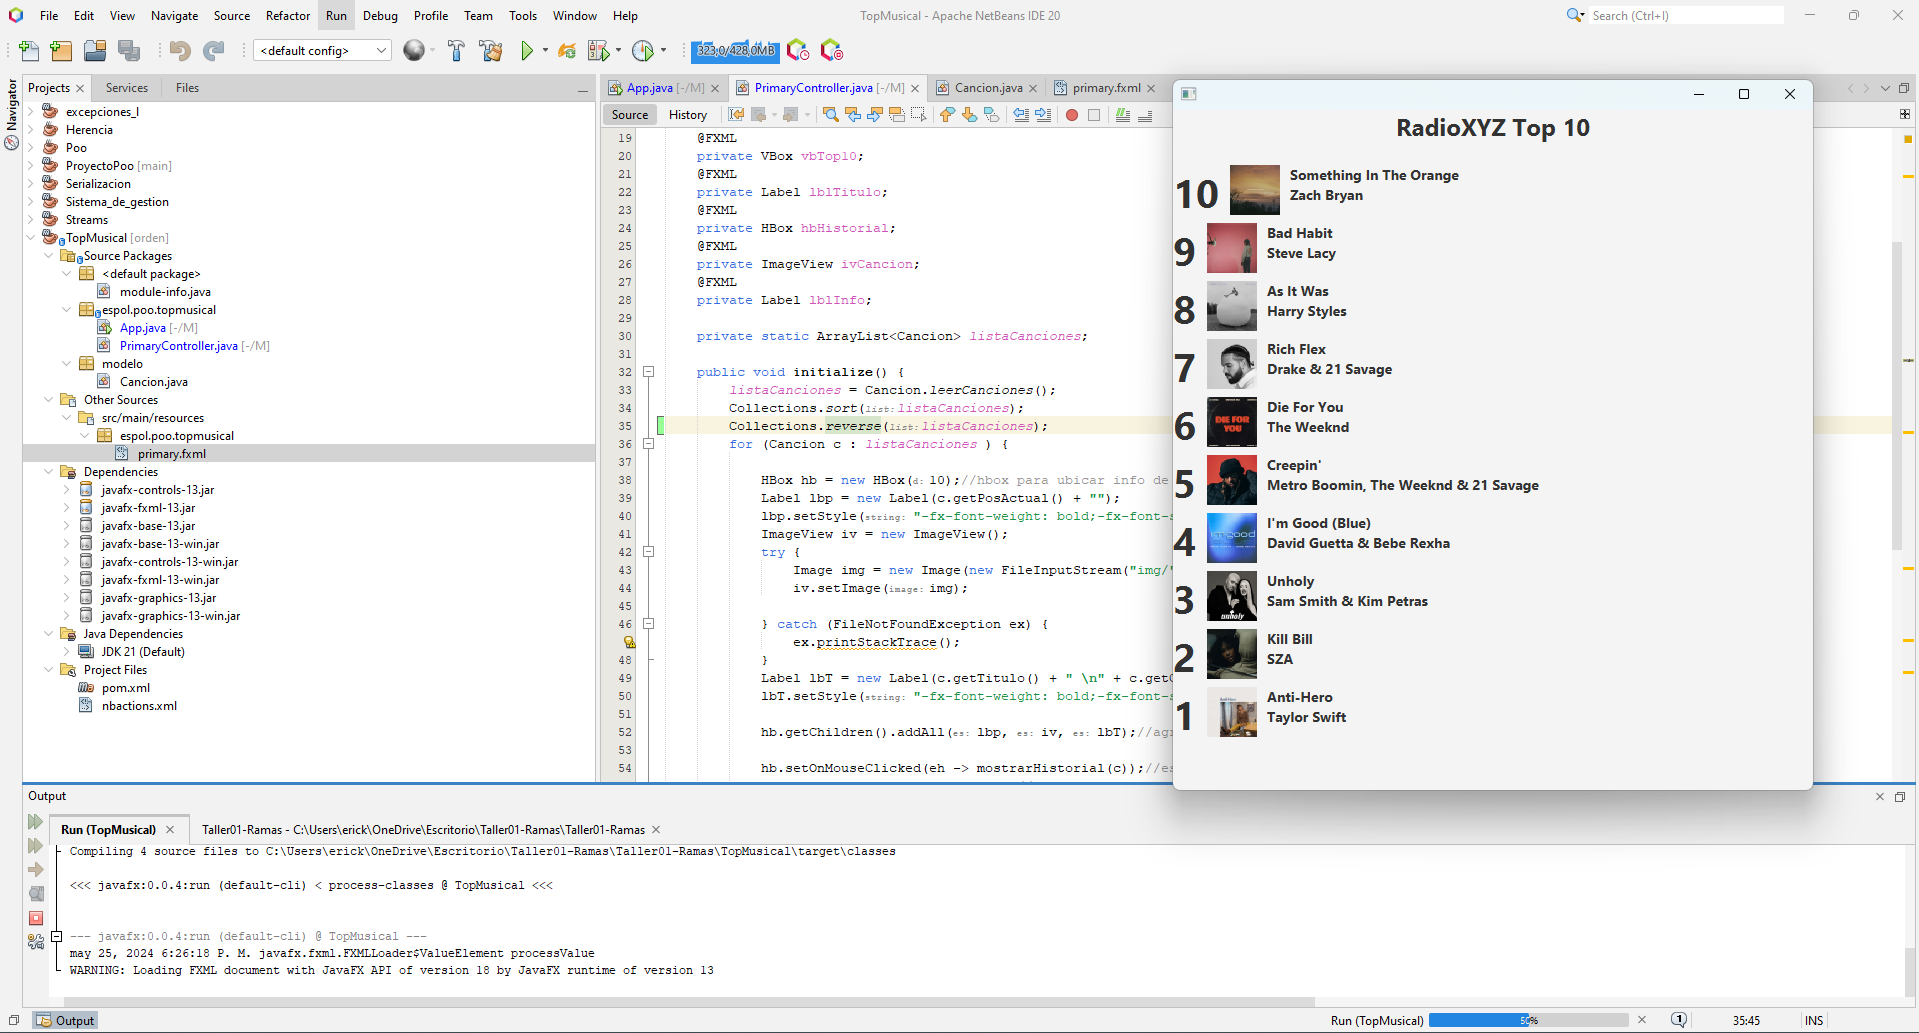 File Edit View Navigate Source Refactor Run Debug Profile Team Tools Window Help
TopMusical - Apache NetBeans IDE 20
Search (Ctrl+I)
<default config>
323,0/428,0MB
Navigator
Projects
Services
Files
excepciones_I
Herencia
Poo
ProyectoPoo [main]
Serializacion
Sistema_de_gestion
Streams
TopMusical [orden]
Source Packages
<default package>
module-info.java
espol.poo.topmusical
App.java [-/M]
PrimaryController.java [-/M]
modelo
Cancion.java
Other Sources
src/main/resources
espol.poo.topmusical
primary.fxml
Dependencies
javafx-controls-13.jar
javafx-fxml-13.jar
javafx-base-13.jar
javafx-base-13-win.jar
javafx-controls-13-win.jar
javafx-fxml-13-win.jar
javafx-graphics-13.jar
javafx-graphics-13-win.jar
Java Dependencies
JDK 21 (Default)
Project Files
pom.xml
nbactions.xml
App.java [-/M]
PrimaryController.java [-/M]
Cancion.java
primary.fxml
Source
History
19 @FXML
20 private VBox vbTop10;
21 @FXML
22 private Label lblTitulo;
23 @FXML
24 private HBox hbHistorial;
25 @FXML
26 private ImageView ivCancion;
27 @FXML
28 private Label lblInfo;
29
30 private static ArrayList<Cancion> listaCanciones;
31
32 public void initialize() {
33 listaCanciones = Cancion.leerCanciones();
34 Collections.sort(list: listaCanciones);
35 Collections.reverse(list: listaCanciones);
36 for (Cancion c : listaCanciones ) {
37
38 HBox hb = new HBox(d: 10);//hbox para ubicar info de
39 Label lbp = new Label(c.getPosActual() + "");
40 lbp.setStyle(string: "-fx-font-weight: bold;-fx-font-s
41 ImageView iv = new ImageView();
42 try {
43 Image img = new Image(new FileInputStream("img/"
44 iv.setImage(image: img);
45
46 } catch (FileNotFoundException ex) {
ex.printStackTrace();
48 }
49 Label lbT = new Label(c.getTitulo() + " \n" + c.get
50 lbT.setStyle(string: "-fx-font-weight: bold;-fx-font-s
51
52 hb.getChildren().addAll(es: lbp, es: iv, es: lbT);//ag
53
54 hb.setOnMouseClicked(eh -> mostrarHistorial(c));//es
RadioXYZ Top 10
10 Something In The Orange
Zach Bryan
9 Bad Habit
Steve Lacy
8 As It Was
Harry Styles
7 Rich Flex
Drake & 21 Savage
6 DIE FOR YOU Die For You
The Weeknd
5 Creepin'
Metro Boomin, The Weeknd & 21 Savage
4 I'm Good (Blue)
David Guetta & Bebe Rexha
3 unholy Unholy
Sam Smith & Kim Petras
2 Kill Bill
SZA
1 Anti-Hero
Taylor Swift
Output
Run (TopMusical)
Taller01-Ramas - C:\Users\erick\OneDrive\Escritorio\Taller01-Ramas\Taller01-Ramas
Compiling 4 source files to C:\Users\erick\OneDrive\Escritorio\Taller01-Ramas\Taller01-Ramas\TopMusical\target\classes
<<< javafx:0.0.4:run (default-cli) < process-classes @ TopMusical <<<
--- javafx:0.0.4:run (default-cli) @ TopMusical ---
may 25, 2024 6:26:18 P. M. javafx.fxml.FXMLLoader$ValueElement processValue
WARNING: Loading FXML document with JavaFX API of version 18 by JavaFX runtime of version 13
Output
Run (TopMusical)
50%
1
35:45
INS